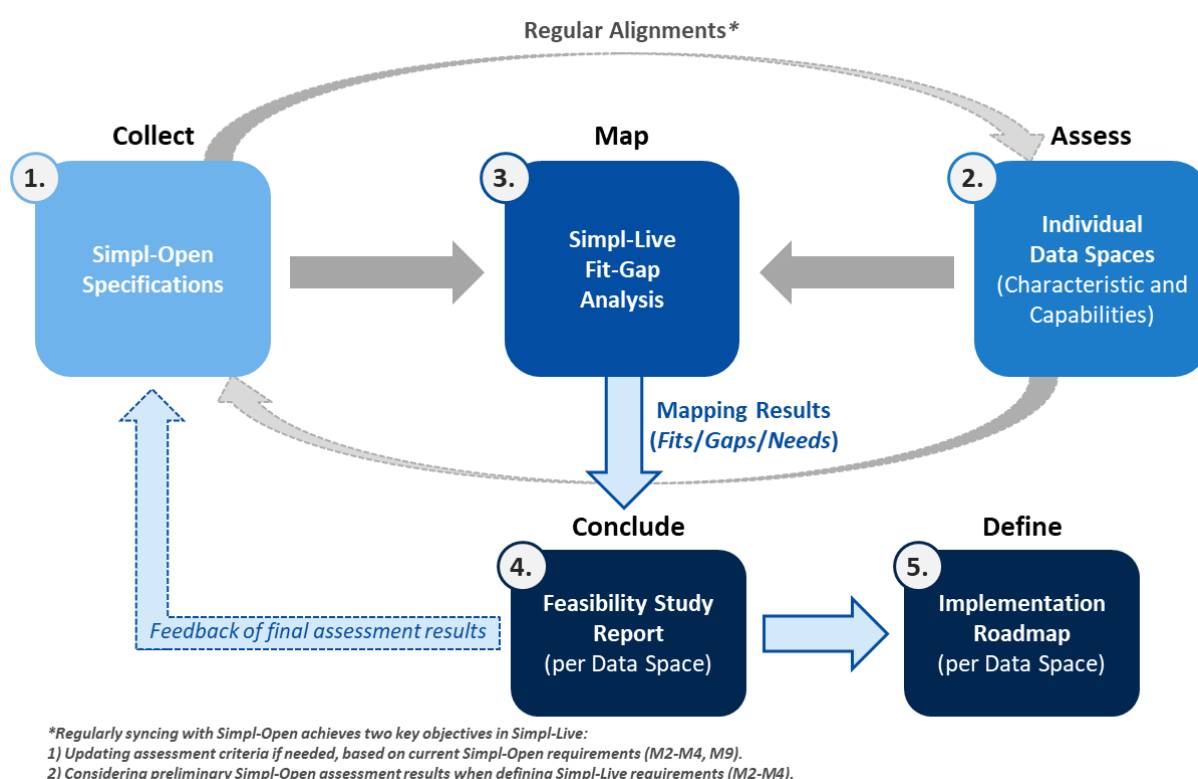 Regular Alignments*
Collect
Map
Assess
1.
3.
2.
Simpl-Open
Specifications
Simpl-Live
Fit-Gap
Analysis
Individual
Data Spaces
(Characteristic and
Capabilities)
Mapping Results
(Fits/Gaps/Needs)
Conclude
Define
4.
5.
Feasibility Study
Report
(per Data Space)
Implementation
Roadmap
(per Data Space)
Feedback of final assessment results
*Regularly syncing with Simpl-Open achieves two key objectives in Simpl-Live:
1) Updating assessment criteria if needed, based on current Simpl-Open requirements (M2-M4, M9).
2) Considering preliminary Simpl-Open assessment results when defining Simpl-Live requirements (M2-M4).